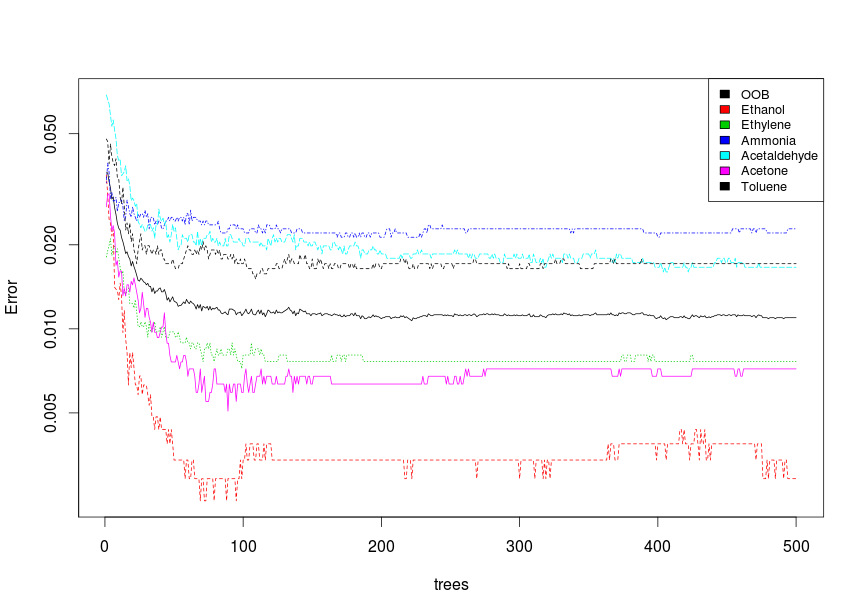 OOB
Ethanol
Ethylene
Ammonia
Acetaldehyde
Acetone
Toluene
Error
0.050
0.020
0.010
0.005
0 100 200 300 400 500
trees